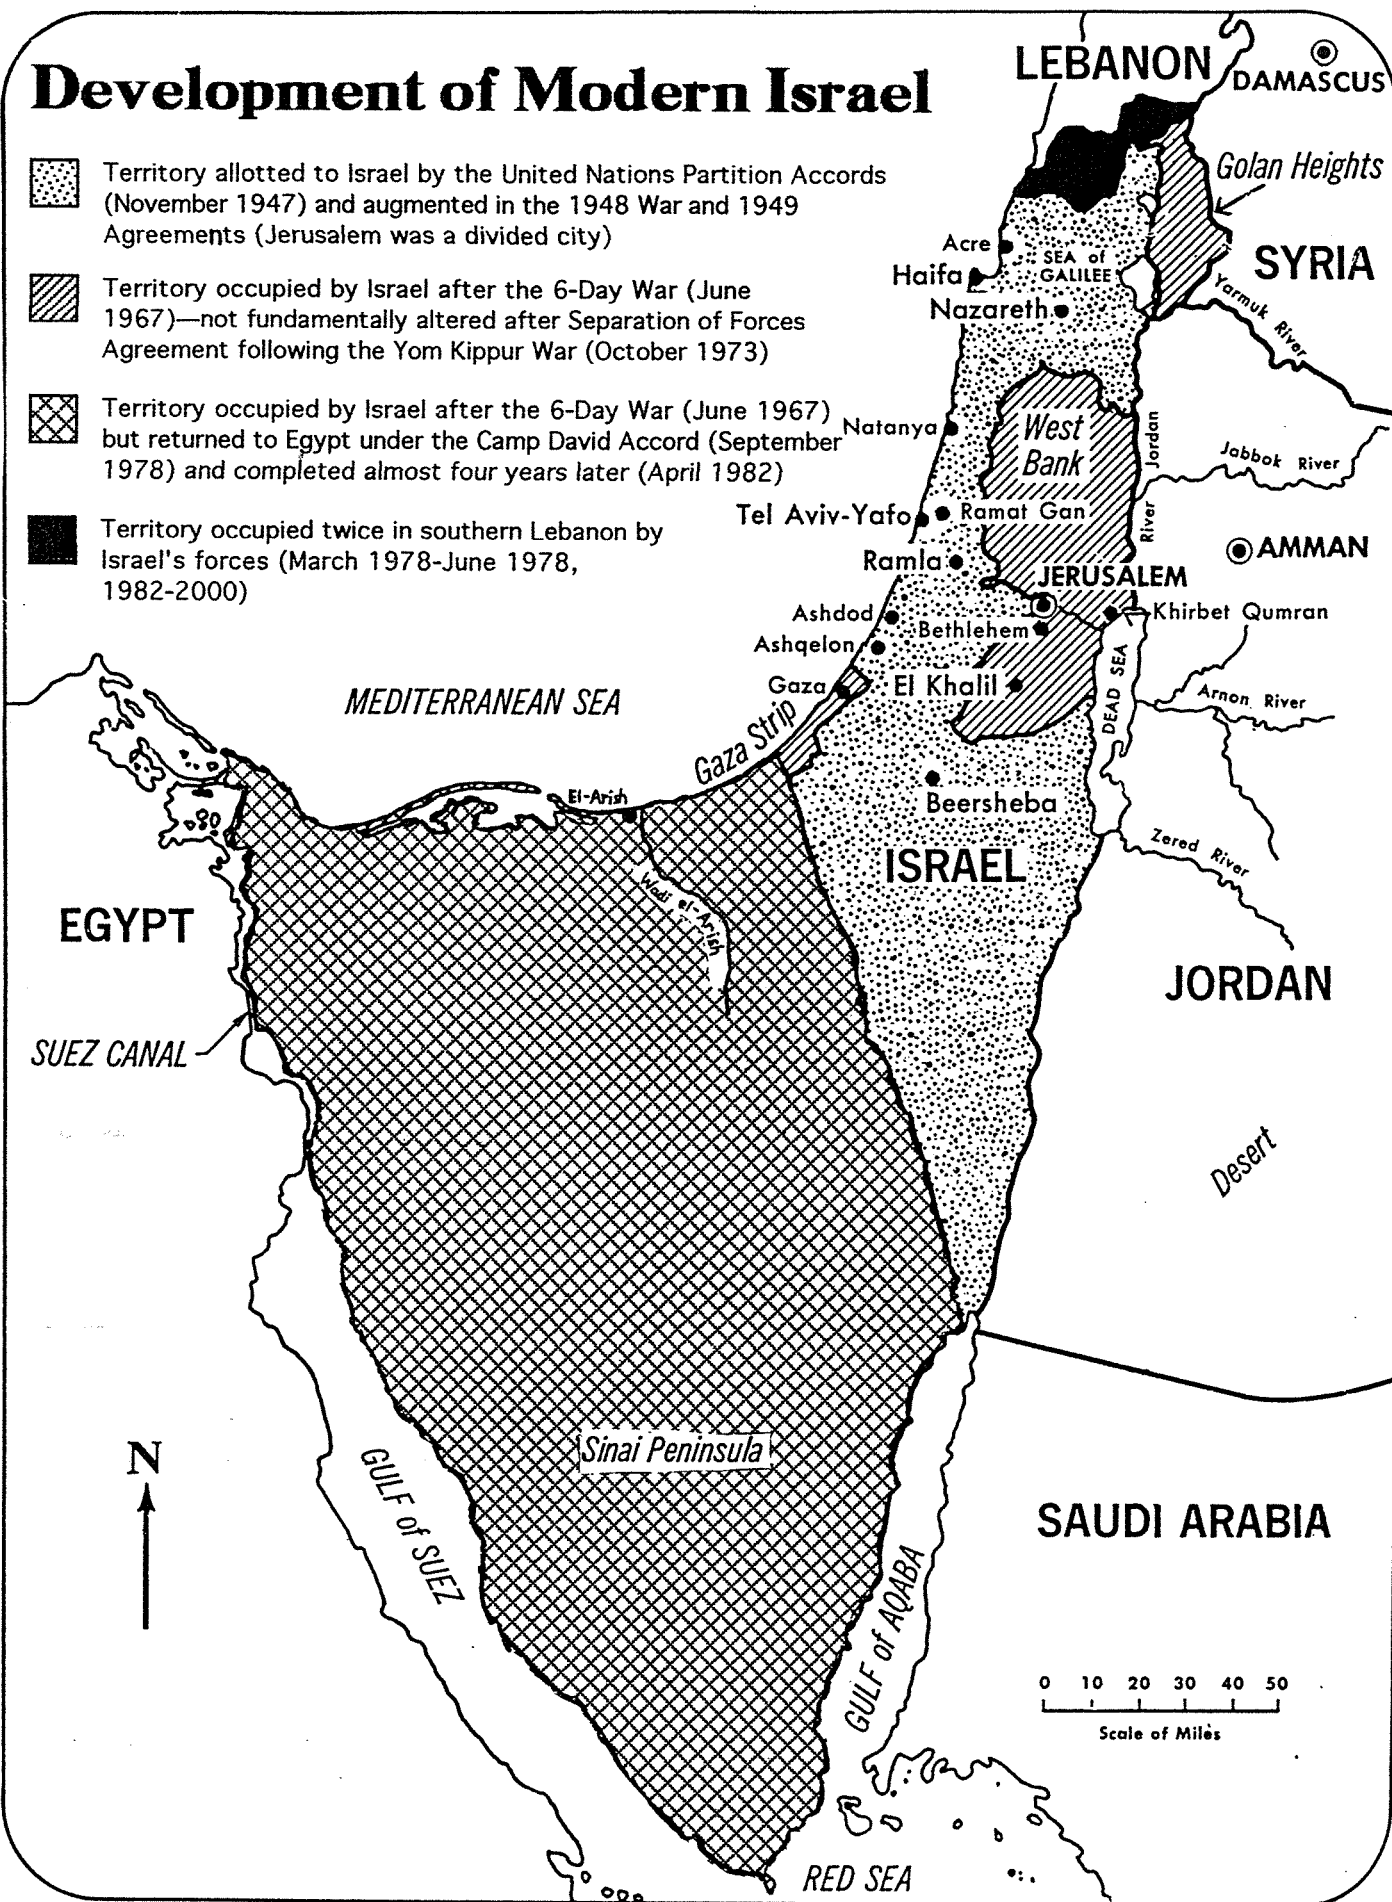 Development of Modern Israel
Territory allotted to Israel by the United Nations Partition Accords
(November 1947) and augmented in the 1948 War and 1949
Agreements (Jerusalem was a divided city)
Territory occupied by Israel after the 6-Day War (June
1967)—not fundamentally altered after Separation of Forces
Agreement following the Yom Kippur War (October 1973)
Territory occupied by Israel after the 6-Day War (June 1967)
but returned to Egypt under the Camp David Accord (September
1978) and completed almost four years later (April 1982)
Territory occupied twice in southern Lebanon by
Israel's forces (March 1978-June 1978,
1982-2000)
LEBANON
DAMASCUS
Golan Heights
SYRIA
Acre
SEA of
GALILEE
Haifa
Nazareth
Yarmuk River
West
Bank
Natanya
River Jordan
Jabbok River
Tel Aviv-Yafo
Ramat Gan
Ramla
AMMAN
JERUSALEM
Ashdod
Bethlehem
Khirbet Qumran
Ashqelon
MEDITERRANEAN SEA
Gaza
El Khalil
DEAD SEA
Arnon River
Gaza Strip
El-Arish
Beersheba
ISRAEL
Zered River
Wadi el-Arish
EGYPT
JORDAN
SUEZ CANAL
Desert
N
Sinai Peninsula
GULF of SUEZ
SAUDI ARABIA
GULF of AQABA
0 10 20 30 40 50
Scale of Miles
RED SEA